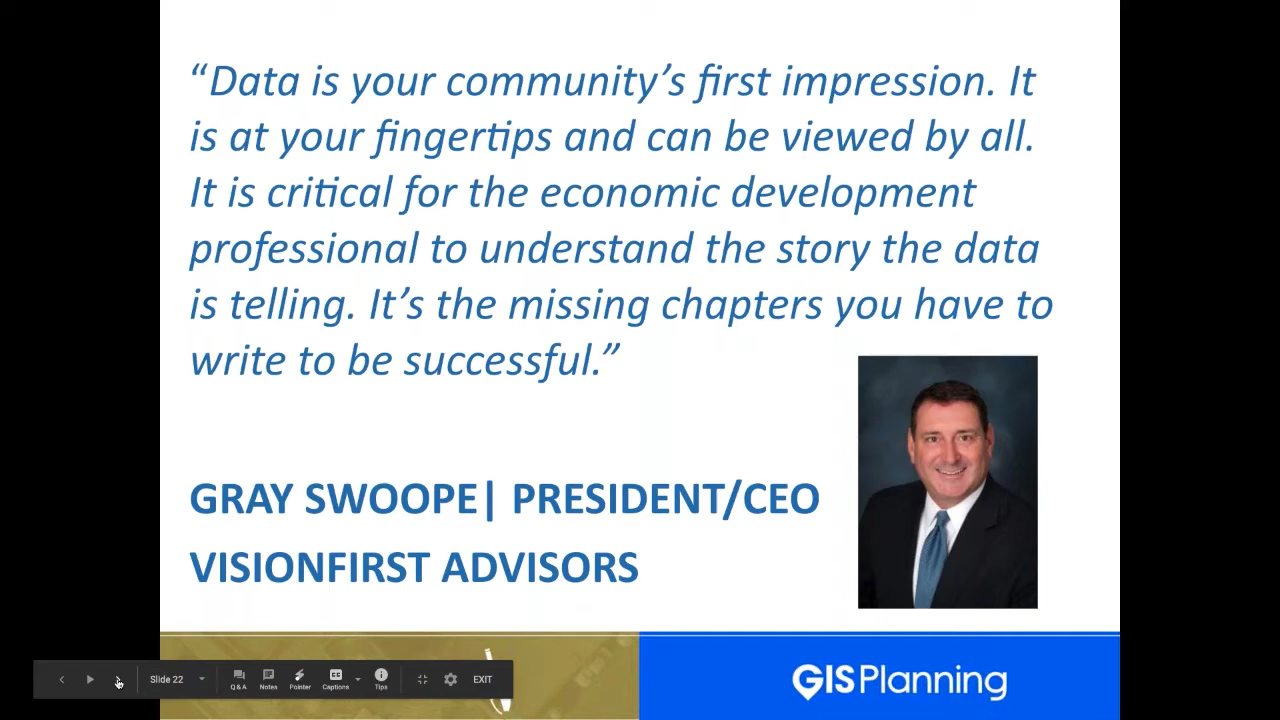 “Data is your community’s first impression. It
is at your fingertips and can be viewed by all.
It is critical for the economic development
professional to understand the story the data
is telling. It’s the missing chapters you have to
write to be successful.”
GRAY SWOOPE| PRESIDENT/CEO
VISIONFIRST ADVISORS
Slide 22
Q&A
Notes
Pointer
Captions
Tips
EXIT
GIS Planning